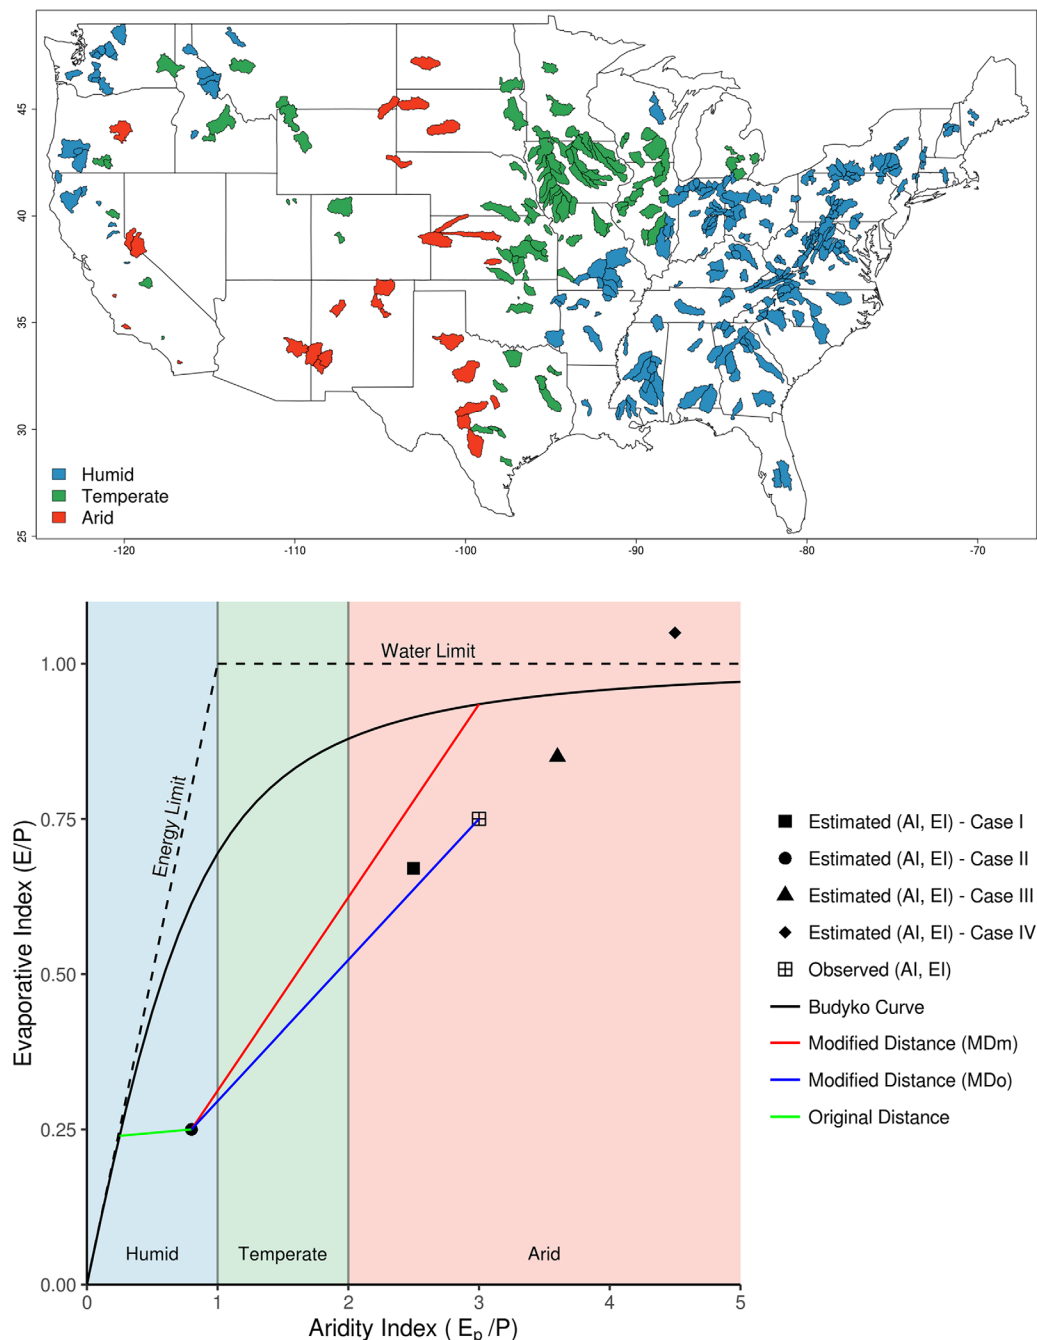 45
40
35
30
25
Humid
Temperate
Arid
-120
-110
-100
-90
-80
-70
Evaporative Index (E/P)
1.00
0.75
0.50
0.25
0.00
Water Limit
Energy Limit
Humid
Temperate
Arid
0
1
2
3
4
5
Aridity Index ( Ep /P)
Estimated (AI, EI) - Case I
Estimated (AI, EI) - Case II
Estimated (AI, EI) - Case III
Estimated (AI, EI) - Case IV
Observed (AI, EI)
Budyko Curve
Modified Distance (MDm)
Modified Distance (MDo)
Original Distance